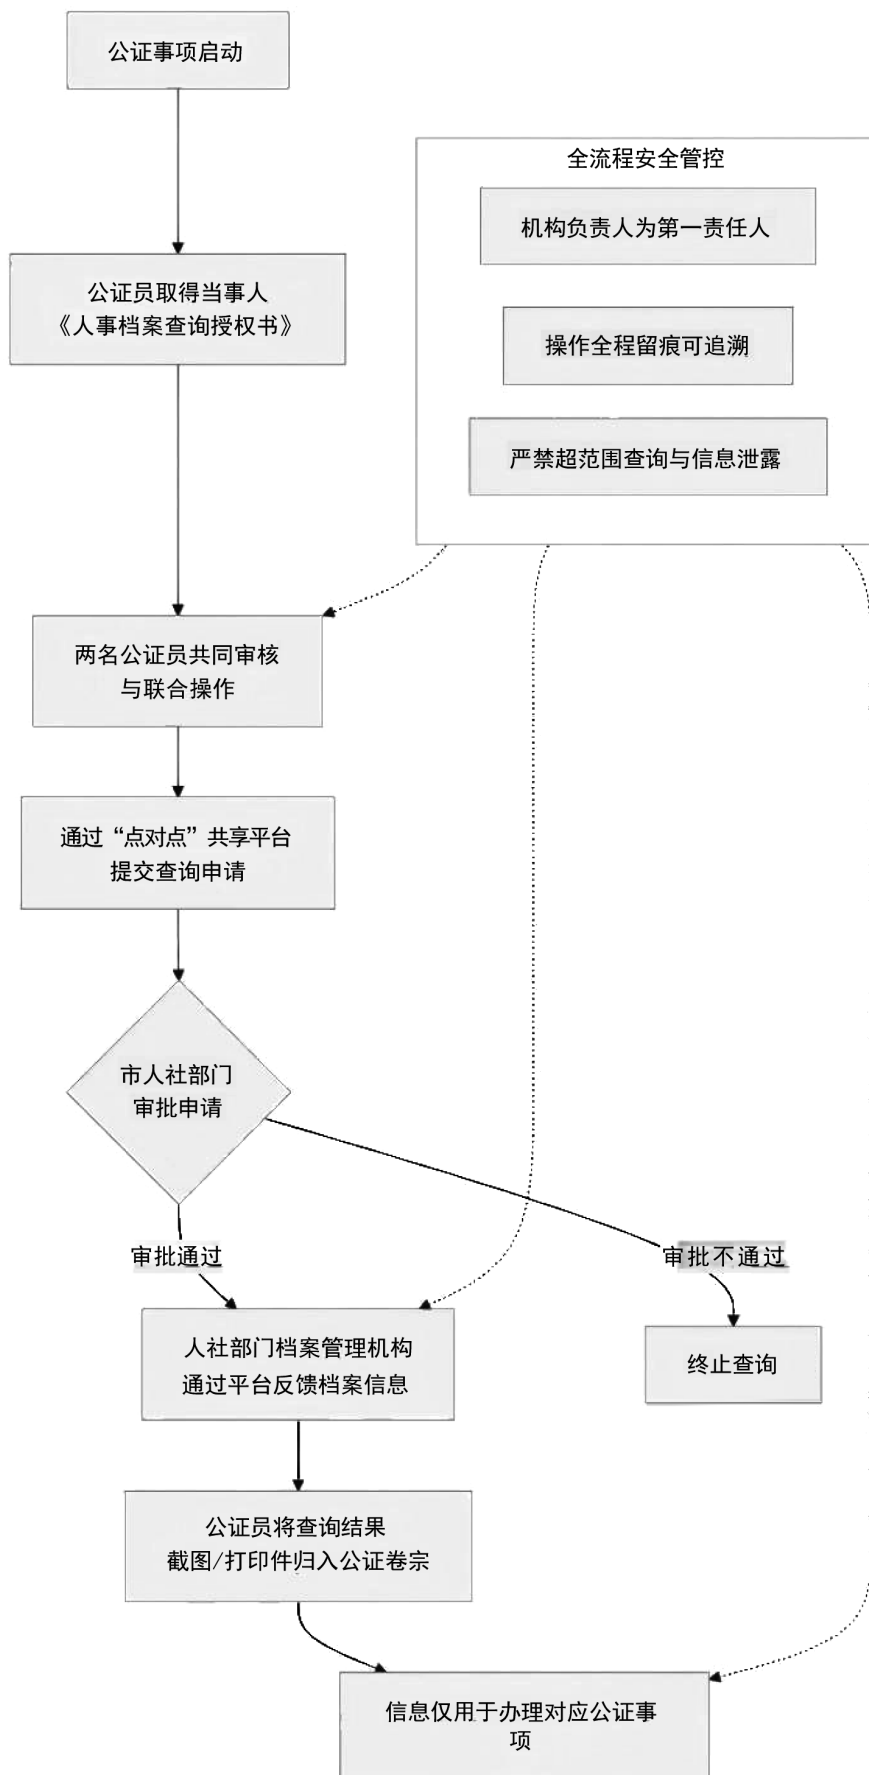 公证事项启动
全流程安全管控
机构负责人为第一责任人
操作全程留痕可追溯
严禁超范围查询与信息泄露
公证员取得当事人
《人事档案查询授权书》
两名公证员共同审核
与联合操作
通过“点对点”共享平台
提交查询申请
市人社部门
审批申请
审批通过
审批不通过
人社部门档案管理机构
通过平台反馈档案信息
终止查询
公证员将查询结果
截图/打印件归入公证卷宗
信息仅用于办理对应公证事
项